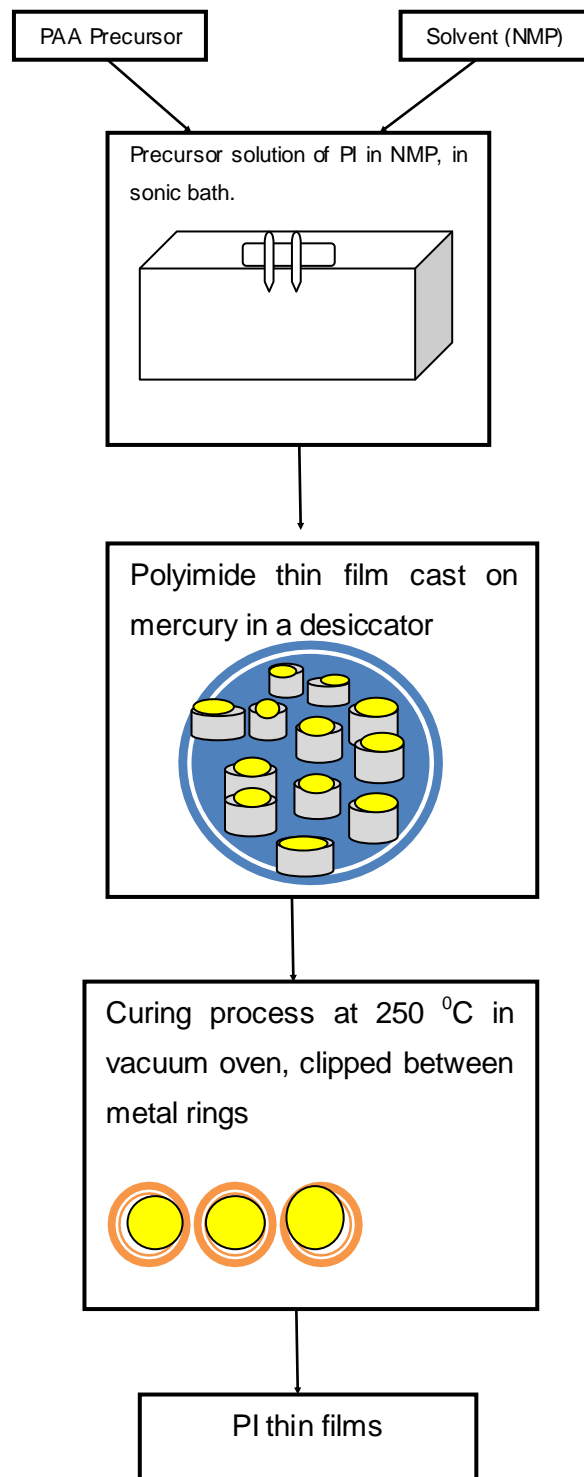 PAA Precursor
Solvent (NMP)
Precursor solution of PI in NMP, in
sonic bath.
Polyimide thin film cast on
mercury in a desiccator
Curing process at 250 ⁰C in
vacuum oven, clipped between
metal rings
PI thin films